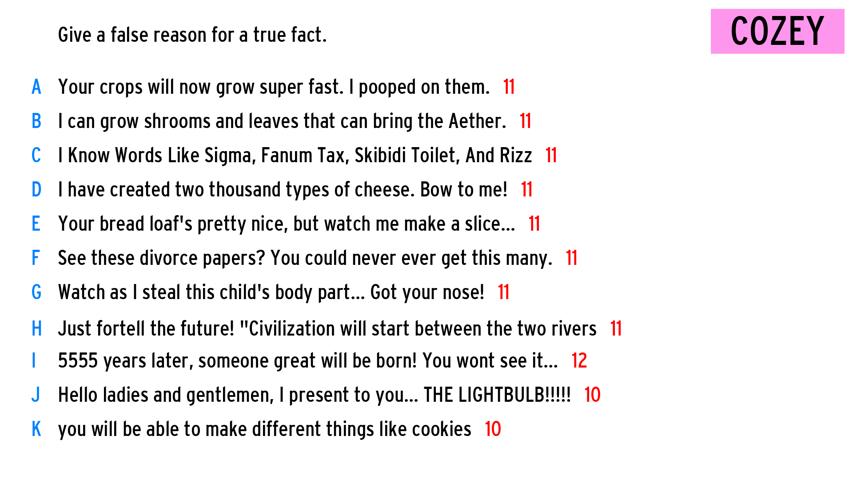 Give a false reason for a true fact.
COZEY
A Your crops will now grow super fast. I pooped on them. 11
B I can grow shrooms and leaves that can bring the Aether. 11
C I Know Words Like Sigma, Fanum Tax, Skibidi Toilet, And Rizz 11
D I have created two thousand types of cheese. Bow to me! 11
E Your bread loaf's pretty nice, but watch me make a slice... 11
F See these divorce papers? You could never ever get this many. 11
G Watch as I steal this child's body part... Got your nose! 11
H Just fortell the future! "Civilization will start between the two rivers 11
I 5555 years later, someone great will be born! You wont see it... 12
J Hello ladies and gentlemen, I present to you... THE LIGHTBULB!!!!! 10
K you will be able to make different things like cookies 10